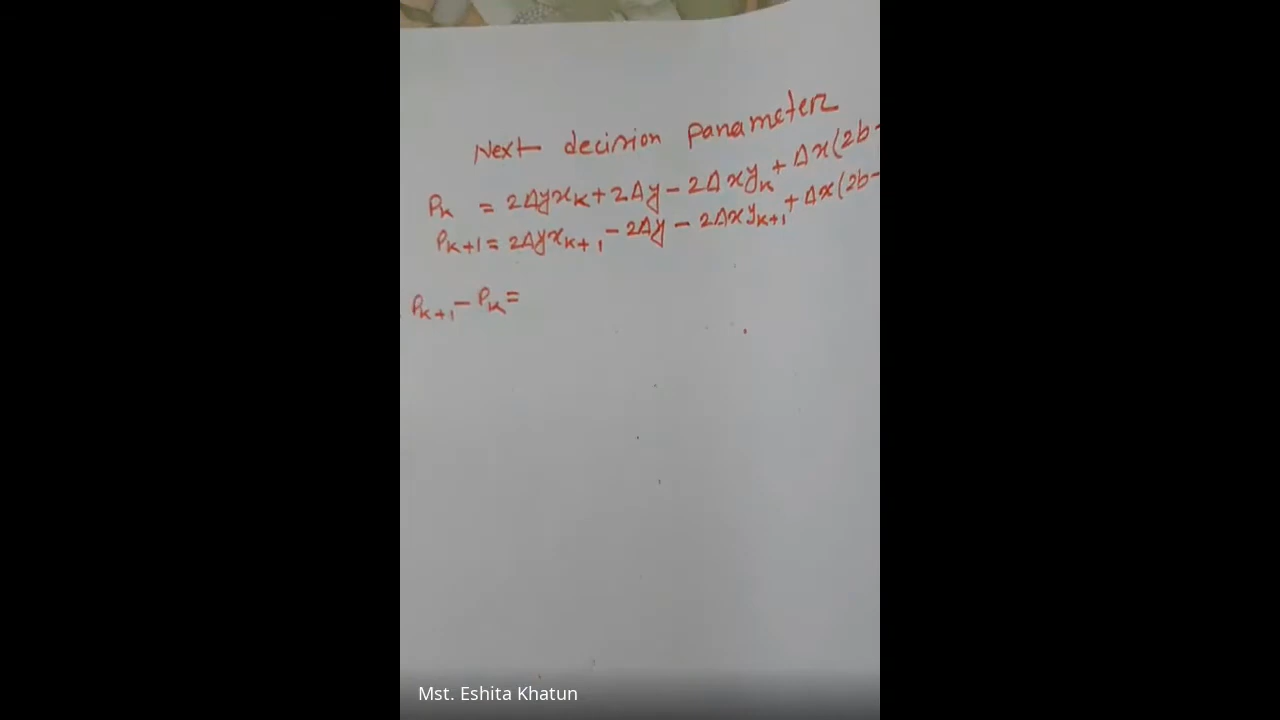 Next decision parameter
Pk = 2Δyxk + 2Δy - 2Δxyk + Δx(2b-
Pk+1 = 2Δyxk+1 - 2Δy - 2Δxyk+1 + Δx(2b-
Pk+1 - Pk =
Mst. Eshita Khatun